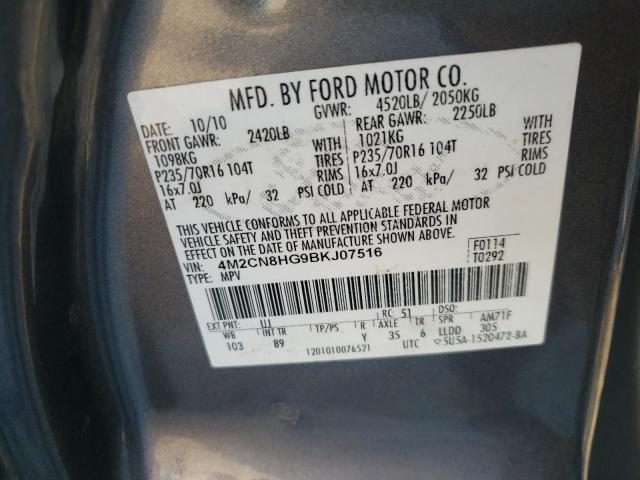 MFD. BY FORD MOTOR CO.
DATE: 10/10 GVWR: 4520LB/ 2050KG
FRONT GAWR: 2420LB REAR GAWR: 2250LB
1098KG WITH 1021KG WITH
P235/70R16 104T TIRES P235/70R16 104T TIRES
16x7.0J RIMS 16x7.0J RIMS
AT 220 kPa/ 32 PSI COLD AT 220 kPa/ 32 PSI COLD
THIS VEHICLE CONFORMS TO ALL APPLICABLE FEDERAL MOTOR
VEHICLE SAFETY AND THEFT PREVENTION STANDARDS IN
EFFECT ON THE DATE OF MANUFACTURE SHOWN ABOVE.
VIN: 4M2CN8HG9BKJ07516 F0114
TYPE: MPV T0292
EXT PNT: UJ RC: 51 DSO:
WB INT TR TP/PS R AXLE TR SPR AM71F
103 89 Y 35 6 LLDD 305
1201010076521 UTC 5U5A-1520472-8A